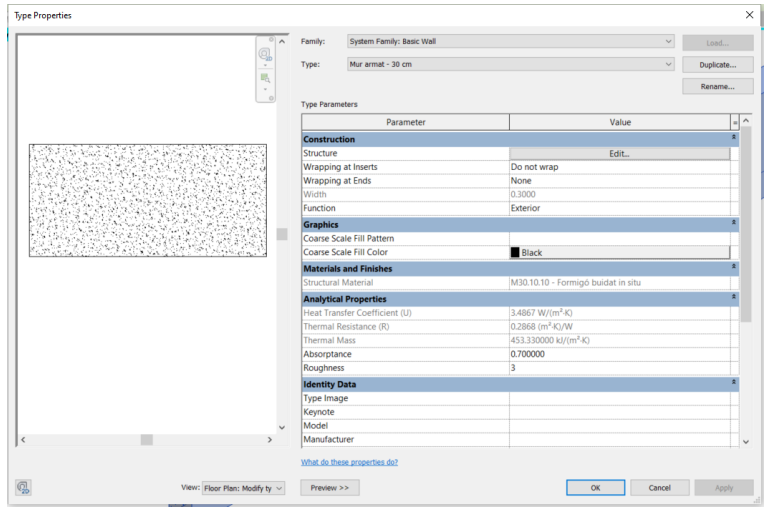 Type Properties
Family: System Family: Basic Wall Load...
Type: Mur armat - 30 cm Duplicate...
Rename...
Type Parameters
Parameter Value =
Construction
Structure Edit...
Wrapping at Inserts Do not wrap
Wrapping at Ends None
Width 0.3000
Function Exterior
Graphics
Coarse Scale Fill Pattern
Coarse Scale Fill Color Black
Materials and Finishes
Structural Material M30.10.10 - Formigó buidat in situ
Analytical Properties
Heat Transfer Coefficient (U) 3.4867 W/(m²·K)
Thermal Resistance (R) 0.2868 (m²·K)/W
Thermal Mass 453.330000 kJ/(m²·K)
Absorptance 0.700000
Roughness 3
Identity Data
Type Image
Keynote
Model
Manufacturer
What do these properties do?
View: Floor Plan: Modify ty Preview >> OK Cancel Apply